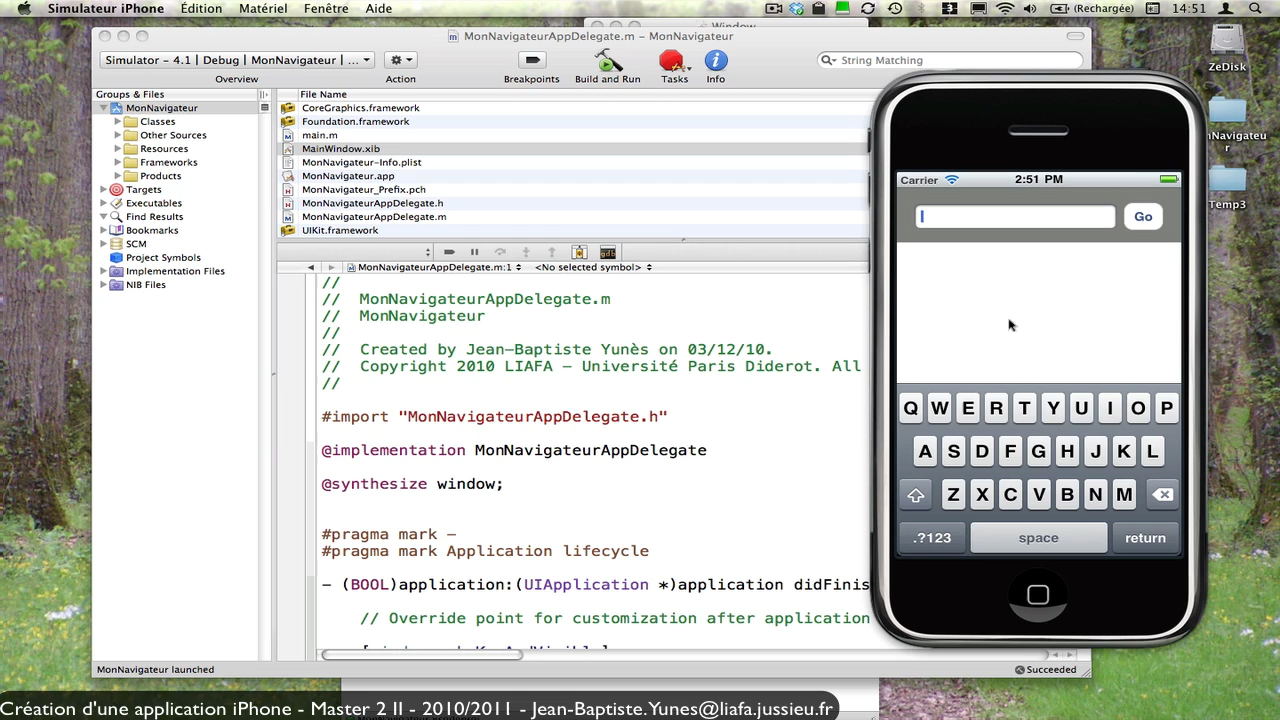 Simulateur iPhone Édition Matériel Fenêtre Aide (Rechargée) 14:51
Window
MonNavigateurAppDelegate.m – MonNavigateur
Simulator – 4.1 | Debug | MonNavigateur | ...
String Matching
Overview Action Breakpoints Build and Run Tasks Info
Groups & Files
MonNavigateur
Classes
Other Sources
Resources
Frameworks
Products
Targets
Executables
Find Results
Bookmarks
SCM
Project Symbols
Implementation Files
NIB Files
File Name
CoreGraphics.framework
Foundation.framework
main.m
MainWindow.xib
MonNavigateur-Info.plist
MonNavigateur.app
MonNavigateur_Prefix.pch
MonNavigateurAppDelegate.h
MonNavigateurAppDelegate.m
UIKit.framework
MonNavigateurAppDelegate.m:1 <No selected symbol>
//
// MonNavigateurAppDelegate.m
// MonNavigateur
//
// Created by Jean-Baptiste Yunès on 03/12/10.
// Copyright 2010 LIAFA – Université Paris Diderot. All
//
#import "MonNavigateurAppDelegate.h"
@implementation MonNavigateurAppDelegate
@synthesize window;
#pragma mark –
#pragma mark Application lifecycle
– (BOOL)application:(UIApplication *)application didFinis
// Override point for customization after application
MonNavigateur launched
Succeeded
Carrier 2:51 PM
Go
Q W E R T Y U I O P
A S D F G H J K L
Z X C V B N M
.?123 space return
ZeDisk
nNavigateu
r
Temp3
Création d'une application iPhone - Master 2 II - 2010/2011 - Jean-Baptiste.Yunes@liafa.jussieu.fr